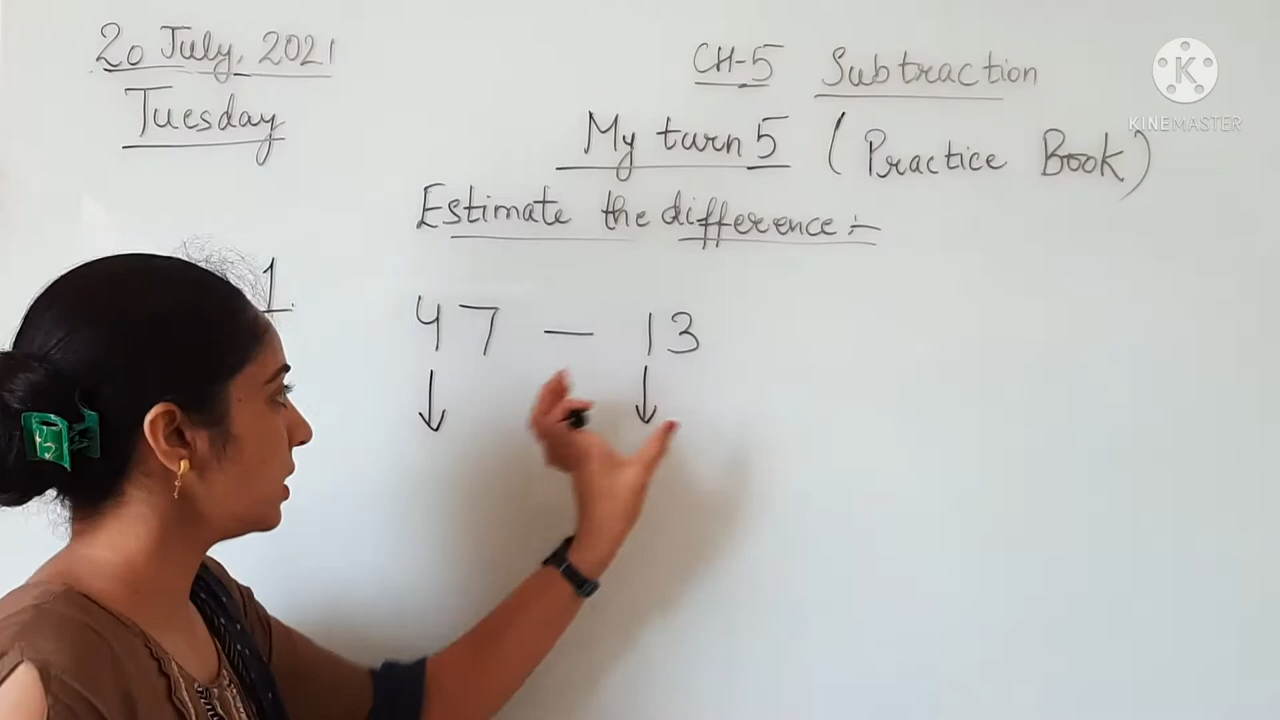 20 July, 2021
Tuesday
CH-5 Subtraction
My turn 5 (Practice Book)
Estimate the difference :-
1. 47 - 13
K
KINEMASTER